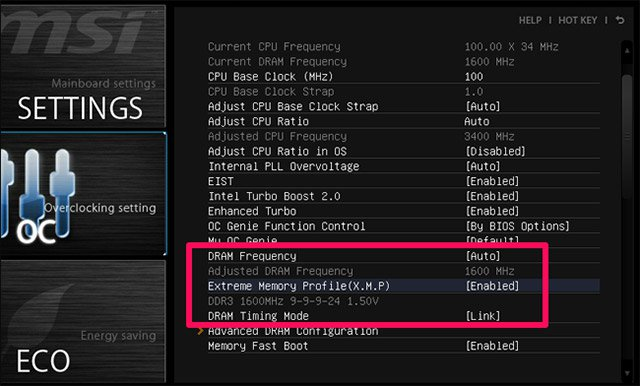 msi
HELP | HOT KEY |
Mainboard settings
SETTINGS
Overclocking setting
OC
Energy saving
ECO
Current CPU Frequency 100.00 X 34 MHz
Current DRAM Frequency 1600 MHz
CPU Base Clock (MHz) 100
CPU Base Clock Strap 1.0
Adjust CPU Base Clock Strap [Auto]
Adjust CPU Ratio Auto
Adjusted CPU Frequency 3400 MHz
Adjust CPU Ratio in OS [Disabled]
Internal PLL Overvoltage [Auto]
EIST [Enabled]
Intel Turbo Boost 2.0 [Enabled]
Enhanced Turbo [Enabled]
OC Genie Function Control [By BIOS Options]
My OC Genie [Default]
DRAM Frequency [Auto]
Adjusted DRAM Frequency 1600 MHz
Extreme Memory Profile(X.M.P) [Enabled]
DDR3 1600MHz 9-9-9-24 1.50V
DRAM Timing Mode [Link]
Advanced DRAM Configuration
Memory Fast Boot [Enabled]